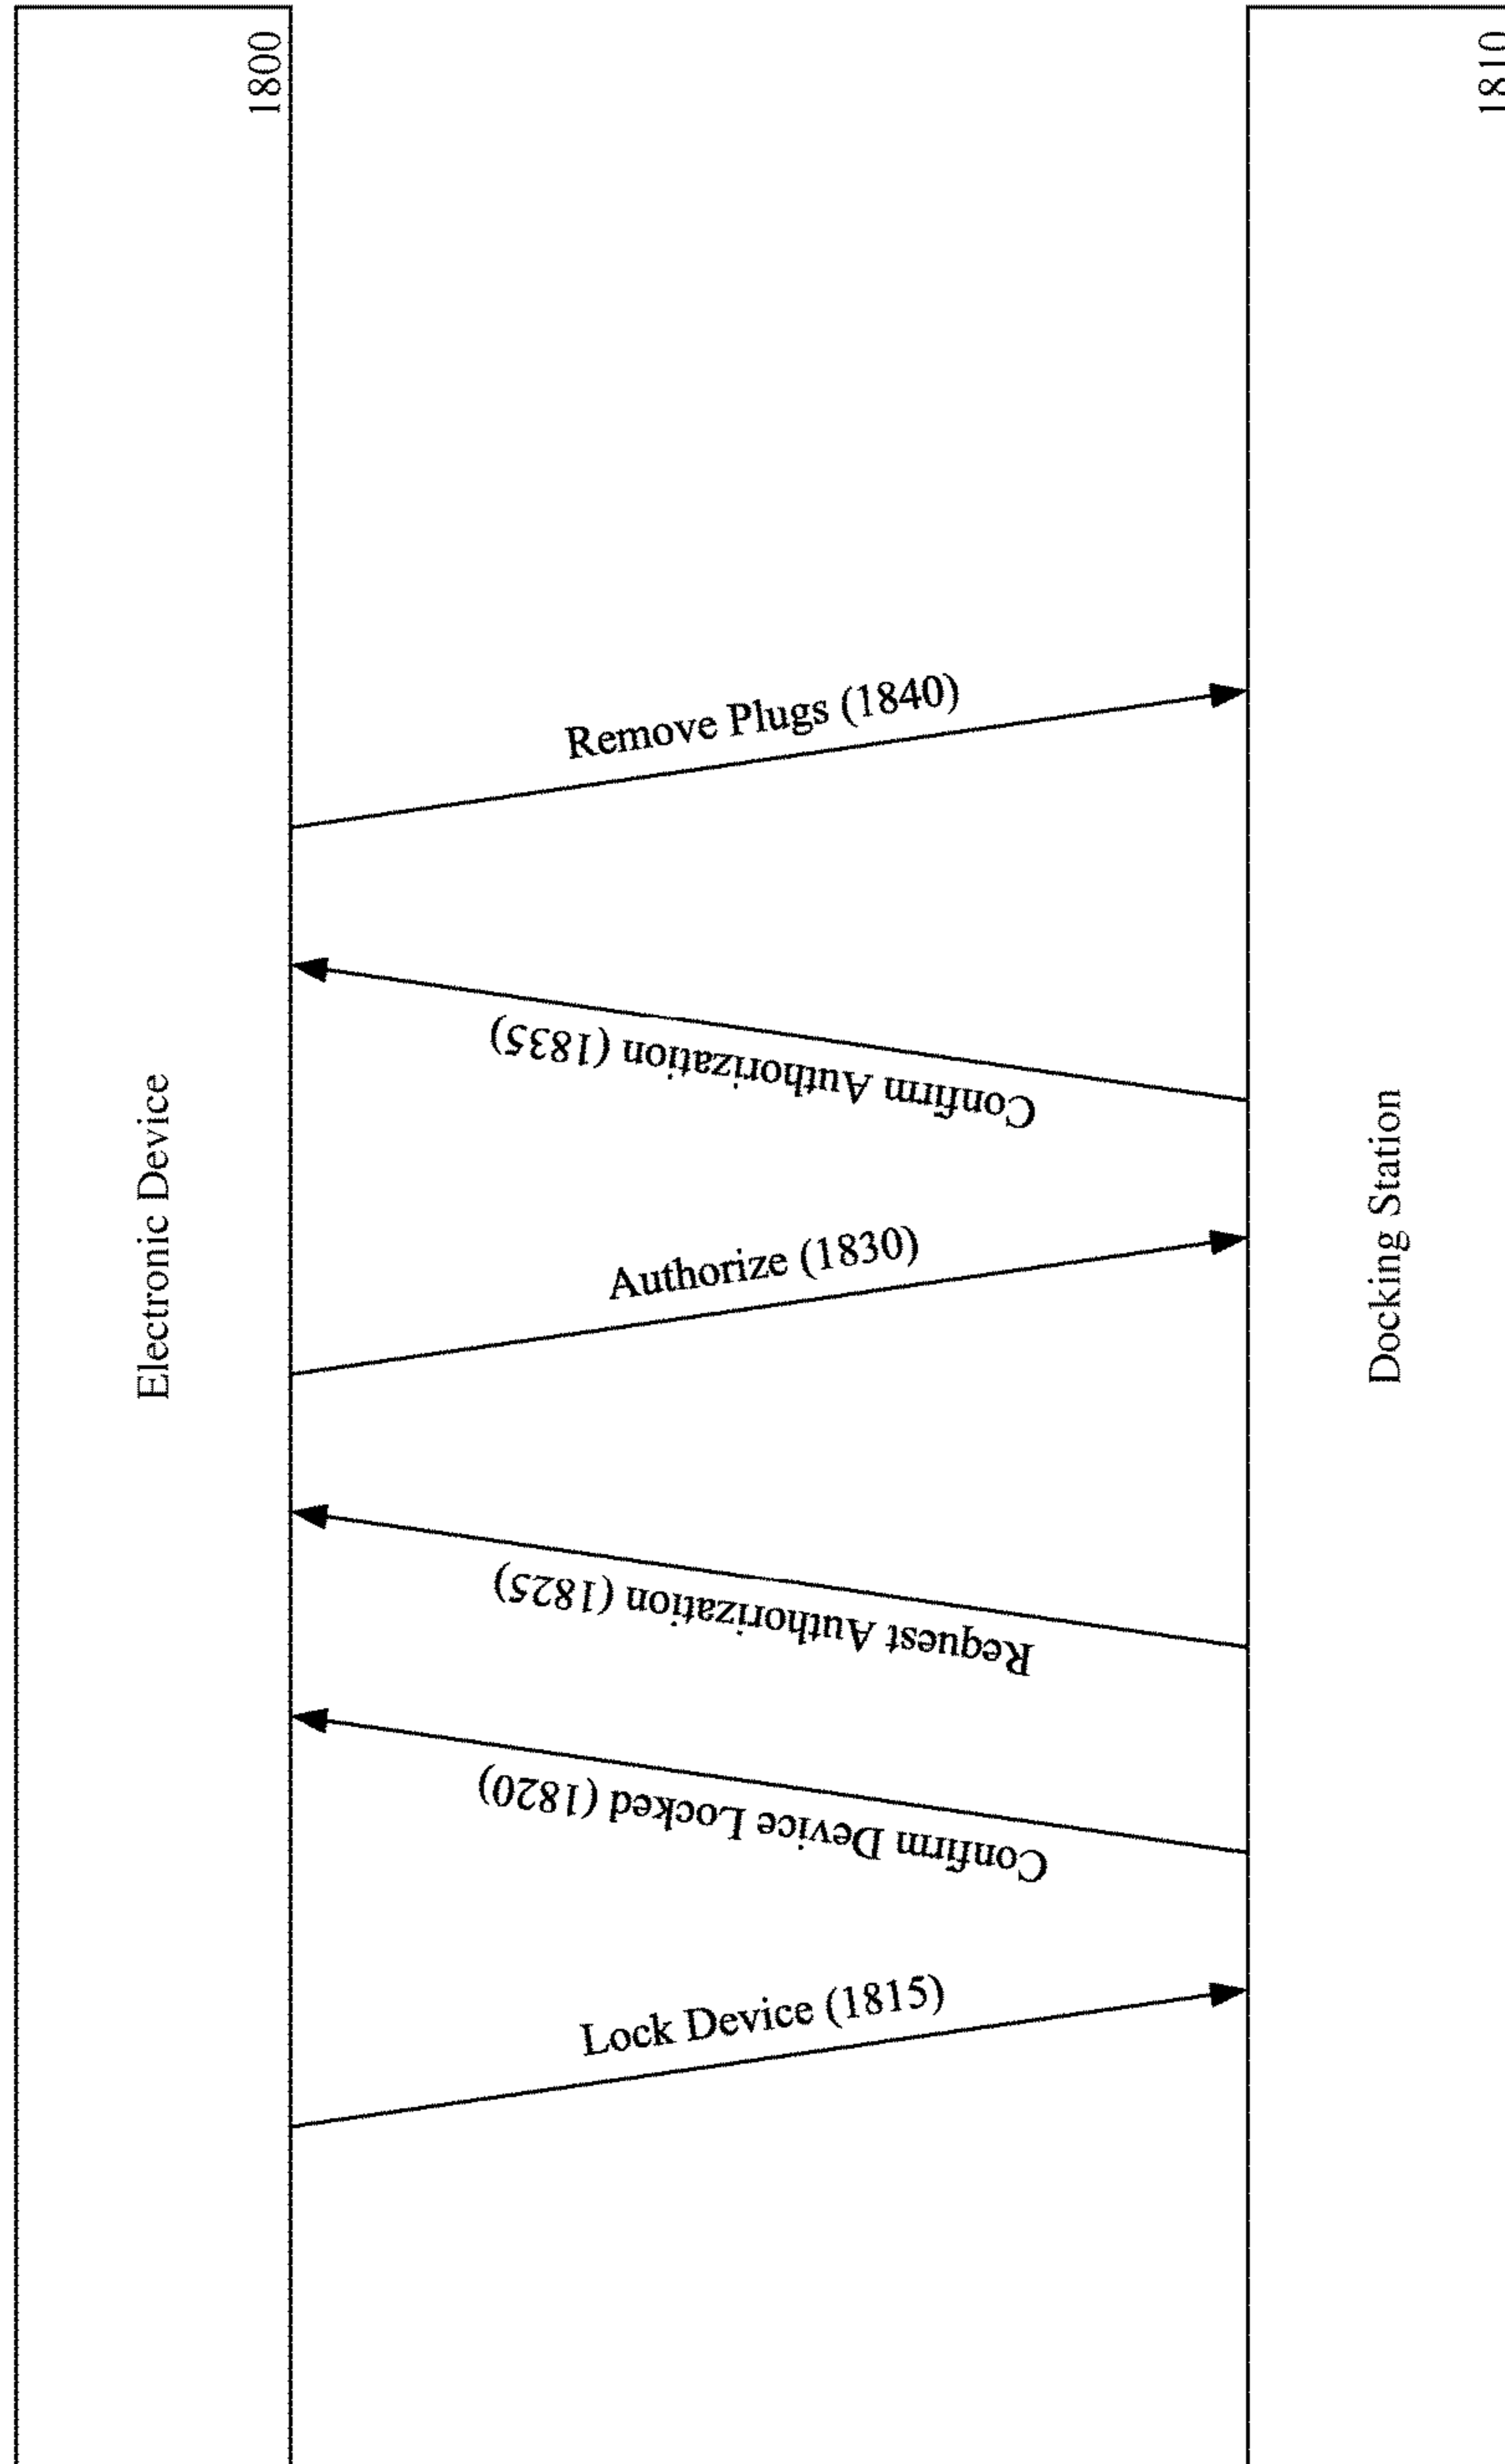 1800
Electronic Device
Remove Plugs (1840)
Confirm Authorization (1835)
Authorize (1830)
Request Authorization (1825)
Confirm Device Locked (1820)
Lock Device (1815)
Docking Station
1810